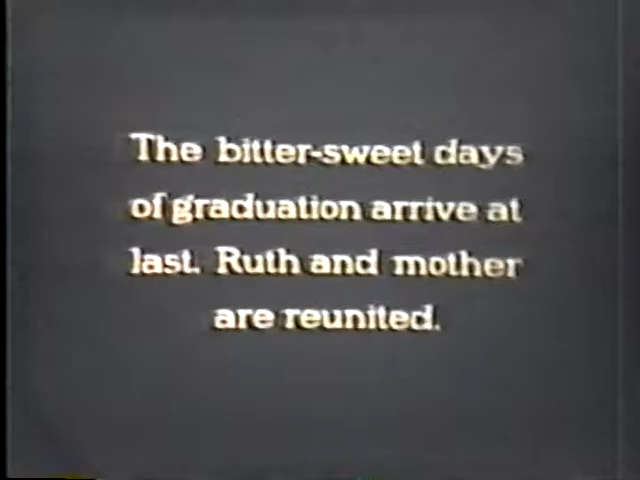 The bitter-sweet days
of graduation arrive at
last. Ruth and mother
are reunited.